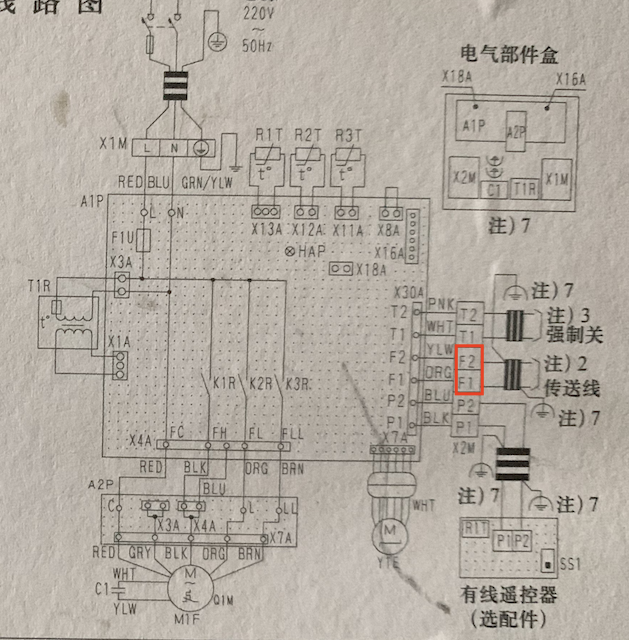 线路图
220V
~
50Hz
电气部件盒
X18A X16A
A1P A2P
X2M C1 T1R X1M
注) 7
X1M L N
R1T R2T R3T
t° t° t°
RED BLU GRN/YLW
A1P L N
X13A X12A X11A X8A
F1U
HAP X16A
X3A X18A
T1R
t°
X1A
X30A
T2 PNK T2 注) 7
T1 WHT T1 注) 3
强制关
F2 YLW F2
F1 ORG F1 注) 2
传送线
P2 BLU P2
P1 BLK P1 注) 7
K1R K2R K3R
X4A FC FH FL FLL
X7A X2M
RED BLK ORG BRN
BLU
A2P
C X3A X4A L LL
X7A
RED GRY BLK ORG BRN
WHT
注) 7 注) 7
M
~
Y1E
R1T P1 P2
SS1
WHT
C1
YLW
M
~
Q1M
M1F
有线遥控器
(选配件)